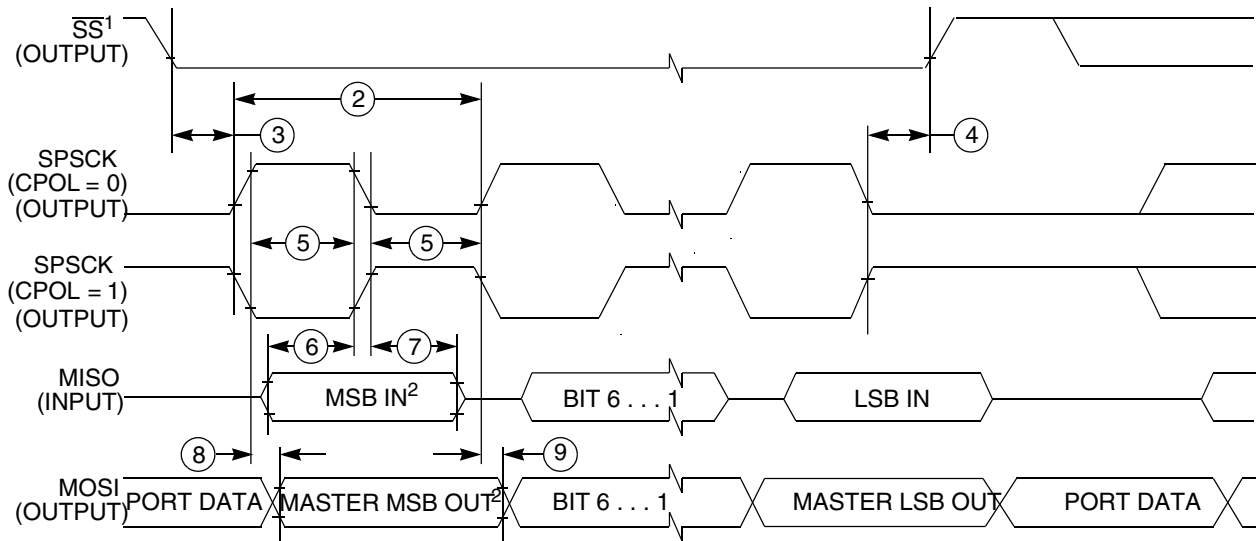 SS¹
(OUTPUT)
2
3
4
SPSCK
(CPOL = 0)
(OUTPUT)
5
5
SPSCK
(CPOL = 1)
(OUTPUT)
6
7
MISO
(INPUT)
MSB IN²
BIT 6 . . . 1
LSB IN
8
9
MOSI
(OUTPUT)
PORT DATA
MASTER MSB OUT²
BIT 6 . . . 1
MASTER LSB OUT
PORT DATA